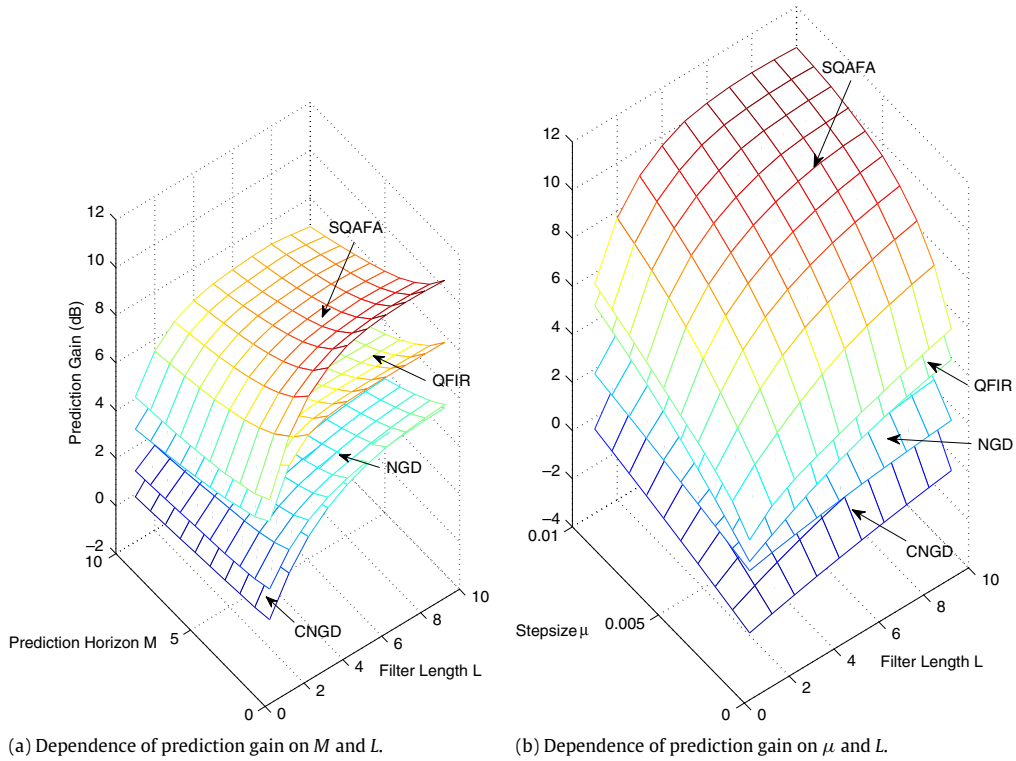 12
10
8
6
4
2
0
−2
Prediction Gain (dB)
10
5
0
Prediction Horizon M
0
2
4
6
8
10
Filter Length L
SQAFA
QFIR
NGD
CNGD
(a) Dependence of prediction gain on M and L.
12
10
8
6
4
2
0
−2
−4
0.01
0.005
0
Stepsize μ
0
2
4
6
8
10
Filter Length L
SQAFA
QFIR
NGD
CNGD
(b) Dependence of prediction gain on μ and L.